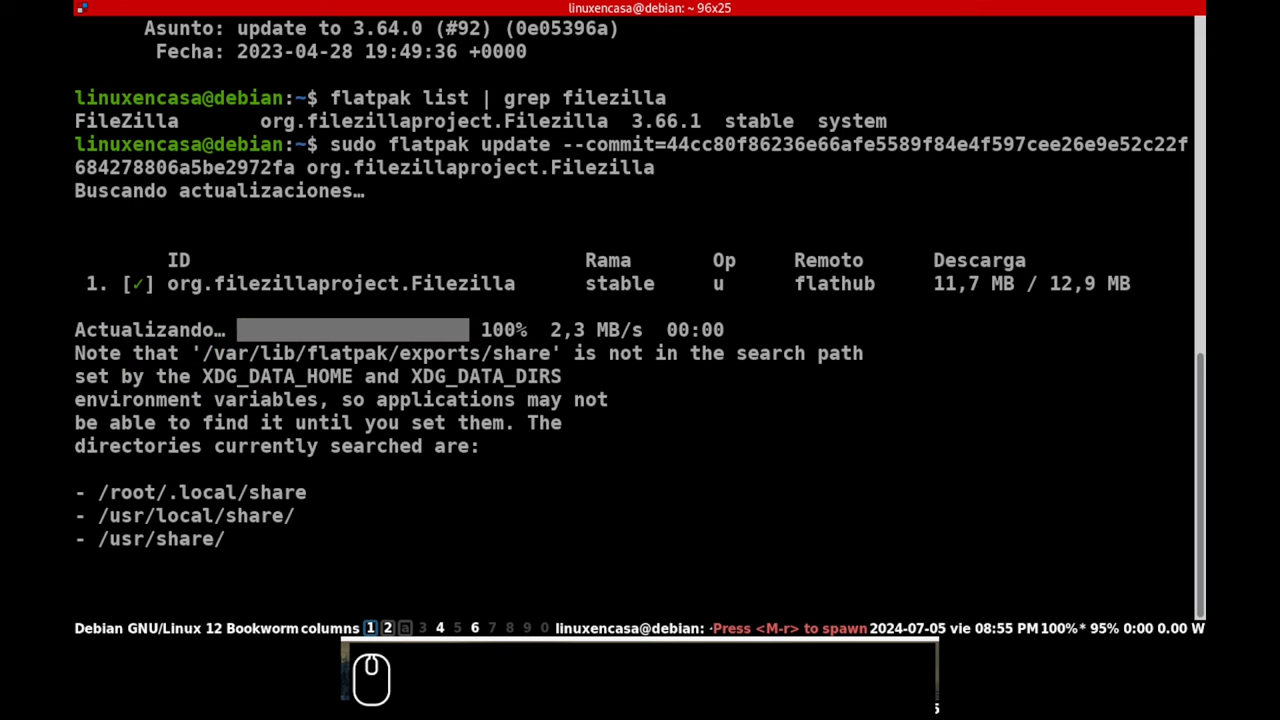 linuxencasa@debian: ~ 96x25
Asunto: update to 3.64.0 (#92) (0e05396a)
Fecha: 2023-04-28 19:49:36 +0000
linuxencasa@debian:~$ flatpak list | grep filezilla
FileZilla org.filezillaproject.Filezilla 3.66.1 stable system
linuxencasa@debian:~$ sudo flatpak update --commit=44cc80f86236e66afe5589f84e4f597cee26e9e52c22f
684278806a5be2972fa org.filezillaproject.Filezilla
Buscando actualizaciones…
ID Rama Op Remoto Descarga
1. [✓] org.filezillaproject.Filezilla stable u flathub 11,7 MB / 12,9 MB
Actualizando… 100% 2,3 MB/s 00:00
Note that '/var/lib/flatpak/exports/share' is not in the search path
set by the XDG_DATA_HOME and XDG_DATA_DIRS
environment variables, so applications may not
be able to find it until you set them. The
directories currently searched are:
- /root/.local/share
- /usr/local/share/
- /usr/share/
Debian GNU/Linux 12 Bookworm columns 1 2 a 3 4 5 6 7 8 9 0 linuxencasa@debian: Press <M-r> to spawn 2024-07-05 vie 08:55 PM 100%* 95% 0:00 0.00 W